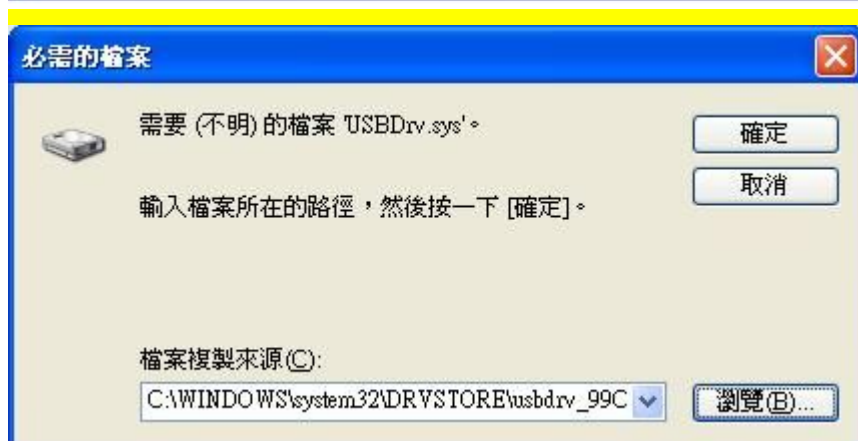 必需的檔案
需要 (不明) 的檔案 'USBDrv.sys'。
確定
取消
輸入檔案所在的路徑，然後按一下 [確定]。
檔案複製來源(C):
C:\WINDOWS\system32\DRVSTORE\usbdrv_99C
瀏覽(B)...